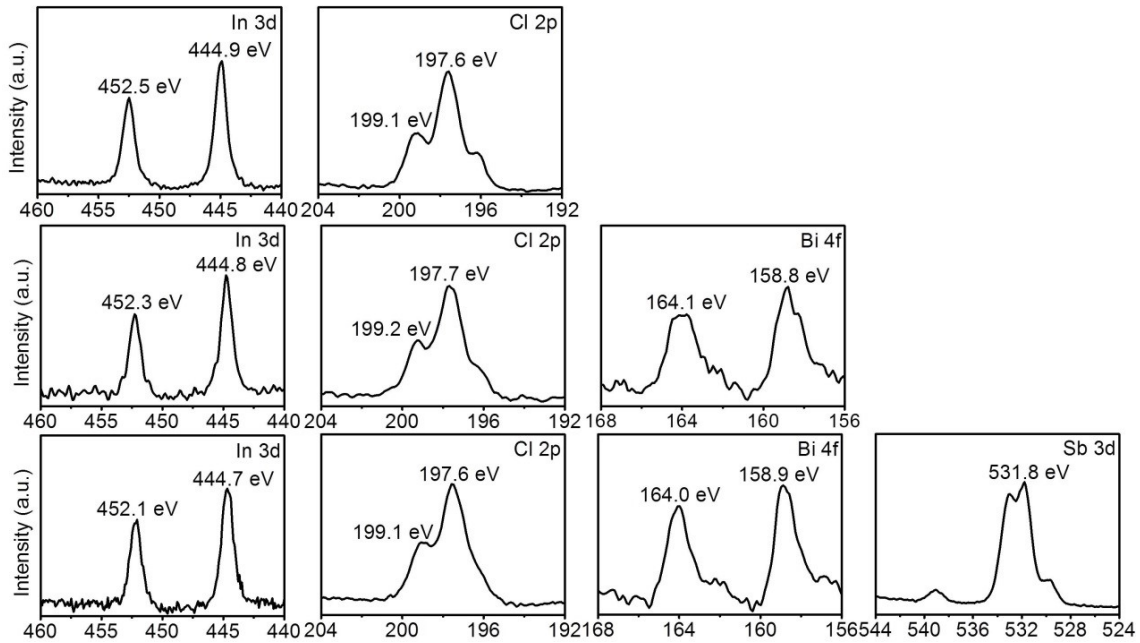 In 3d
444.9 eV
452.5 eV
Intensity (a.u.)
460 455 450 445 440
Cl 2p
197.6 eV
199.1 eV
204 200 196 192
In 3d
444.8 eV
452.3 eV
Intensity (a.u.)
460 455 450 445 440
Cl 2p
197.7 eV
199.2 eV
204 200 196 192
Bi 4f
158.8 eV
164.1 eV
168 164 160 156
In 3d
444.7 eV
452.1 eV
Intensity (a.u.)
460 455 450 445 440
Cl 2p
197.6 eV
199.1 eV
204 200 196 192
Bi 4f
158.9 eV
164.0 eV
168 164 160 156
Sb 3d
531.8 eV
544 540 536 532 528 524